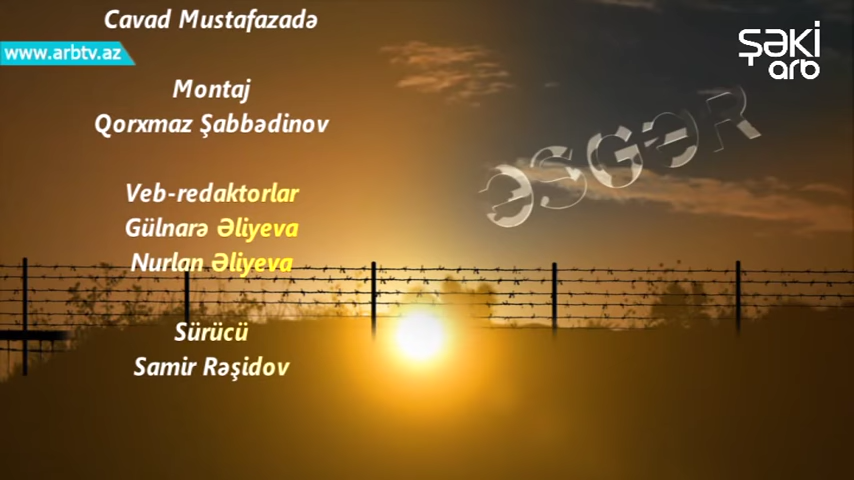 Cavad Mustafazadə
www.arbtv.az
ŞəKİ
arb
Montaj
Qorxmaz Şabbədinov
ƏSGƏR
Veb-redaktorlar
Gülnarə Əliyeva
Nurlan Əliyeva
Sürücü
Samir Rəşidov